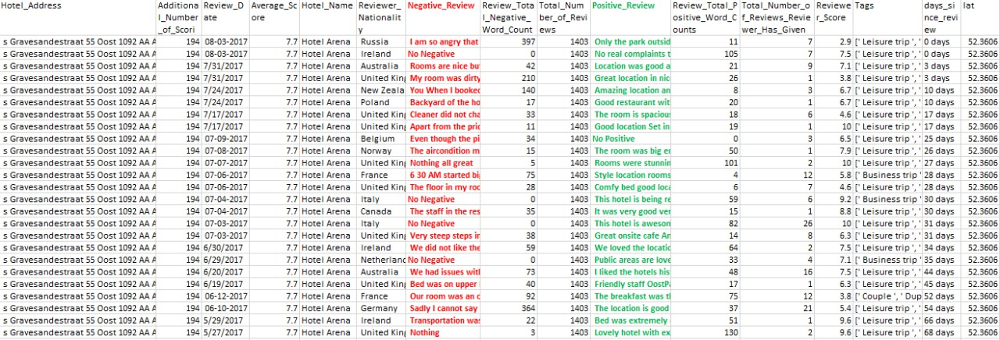 Hotel_Address Additiona l_Number _of_Scori Review_D ate Average_Sc ore Hotel_Name Reviewer_ Nationalit y Negative_Review Review_Tota l_Negative_ Word_Count Total_Num ber_of_Revi ews Positive_Review Review_Total_P ositive_Word_C ounts Total_Number_o f_Reviews_Revie wer_Has_Given Reviewe r_Score Tags days_si nce_revi ew lat
s Gravesandestraat 55 Oost 1092 AA A 194 08-03-2017 7.7 Hotel Arena Russia I am so angry that 397 1403 Only the park outsid 11 7 2.9 [' Leisure trip ', ' 0 days 52.3606
s Gravesandestraat 55 Oost 1092 AA A 194 08-03-2017 7.7 Hotel Arena Ireland No Negative 0 1403 No real complaints t 105 7 7.5 [' Leisure trip ', ' 0 days 52.3606
s Gravesandestraat 55 Oost 1092 AA A 194 7/31/2017 7.7 Hotel Arena Australia Rooms are nice bu 42 1403 Location was good a 21 9 7.1 [' Leisure trip ', ' 3 days 52.3606
s Gravesandestraat 55 Oost 1092 AA A 194 7/31/2017 7.7 Hotel Arena United King My room was dirty 210 1403 Great location in nic 26 1 3.8 [' Leisure trip ', ' 3 days 52.3606
s Gravesandestraat 55 Oost 1092 AA A 194 7/24/2017 7.7 Hotel Arena New Zeala You When I booked 140 1403 Amazing location an 8 3 6.7 [' Leisure trip ', ' 10 days 52.3606
s Gravesandestraat 55 Oost 1092 AA A 194 7/24/2017 7.7 Hotel Arena Poland Backyard of the ho 17 1403 Good restaurant wit 20 1 6.7 [' Leisure trip ', ' 10 days 52.3606
s Gravesandestraat 55 Oost 1092 AA A 194 7/17/2017 7.7 Hotel Arena United King Cleaner did not cha 33 1403 The room is spacious 18 6 4.6 [' Leisure trip ', ' 17 days 52.3606
s Gravesandestraat 55 Oost 1092 AA A 194 7/17/2017 7.7 Hotel Arena United King Apart from the pric 11 1403 Good location Set in 19 1 10 [' Leisure trip ', ' 17 days 52.3606
s Gravesandestraat 55 Oost 1092 AA A 194 07-09-2017 7.7 Hotel Arena Belgium Even though the pi 34 1403 No Positive 0 3 6.5 [' Leisure trip ', ' 25 days 52.3606
s Gravesandestraat 55 Oost 1092 AA A 194 07-08-2017 7.7 Hotel Arena Norway The aircondition m 15 1403 The room was big e 50 1 7.9 [' Leisure trip ', ' 26 days 52.3606
s Gravesandestraat 55 Oost 1092 AA A 194 07-07-2017 7.7 Hotel Arena United King Nothing all great 5 1403 Rooms were stunnin 101 2 10 [' Leisure trip ', ' 27 days 52.3606
s Gravesandestraat 55 Oost 1092 AA A 194 07-06-2017 7.7 Hotel Arena France 6 30 AM started bi 75 1403 Style location rooms 4 12 5.8 [' Business trip ' 28 days 52.3606
s Gravesandestraat 55 Oost 1092 AA A 194 07-06-2017 7.7 Hotel Arena United King The floor in my roo 28 1403 Comfy bed good loca 6 7 4.6 [' Leisure trip ', ' 28 days 52.3606
s Gravesandestraat 55 Oost 1092 AA A 194 07-04-2017 7.7 Hotel Arena Italy No Negative 0 1403 This hotel is being re 59 6 9.2 [' Business trip ' 30 days 52.3606
s Gravesandestraat 55 Oost 1092 AA A 194 07-04-2017 7.7 Hotel Arena Canada The staff in the res 35 1403 It was very good ver 15 1 8.8 [' Leisure trip ', ' 30 days 52.3606
s Gravesandestraat 55 Oost 1092 AA A 194 07-03-2017 7.7 Hotel Arena Italy No Negative 0 1403 This hotel is aweson 82 26 10 [' Leisure trip ', ' 31 days 52.3606
s Gravesandestraat 55 Oost 1092 AA A 194 07-03-2017 7.7 Hotel Arena United King Very steep steps in 38 1403 Great onsite cafe An 14 8 6.3 [' Leisure trip ', ' 31 days 52.3606
s Gravesandestraat 55 Oost 1092 AA A 194 6/30/2017 7.7 Hotel Arena Ireland We did not like the 59 1403 We loved the locatic 64 2 7.5 [' Leisure trip ', ' 34 days 52.3606
s Gravesandestraat 55 Oost 1092 AA A 194 6/29/2017 7.7 Hotel Arena Netherland No Negative 0 1403 Public areas are love 33 4 7.1 [' Business trip ' 35 days 52.3606
s Gravesandestraat 55 Oost 1092 AA A 194 6/20/2017 7.7 Hotel Arena Australia We had issues wit 73 1403 I liked the hotels his 48 16 7.5 [' Leisure trip ', ' 44 days 52.3606
s Gravesandestraat 55 Oost 1092 AA A 194 6/19/2017 7.7 Hotel Arena United King Bed was on upper 40 1403 Friendly staff OostPa 17 1 6.3 [' Leisure trip ', ' 45 days 52.3606
s Gravesandestraat 55 Oost 1092 AA A 194 06-12-2017 7.7 Hotel Arena France Our room was an o 92 1403 The breakfast was th 75 12 3.8 [' Couple ', ' Dup 52 days 52.3606
s Gravesandestraat 55 Oost 1092 AA A 194 06-10-2017 7.7 Hotel Arena Germany Sadly I cannot say 364 1403 The location is good 37 21 5.4 [' Leisure trip ', ' 54 days 52.3606
s Gravesandestraat 55 Oost 1092 AA A 194 5/29/2017 7.7 Hotel Arena Ireland Transportation was 22 1403 Bed was extremely 51 1 9.6 [' Leisure trip ', ' 66 days 52.3606
s Gravesandestraat 55 Oost 1092 AA A 194 5/27/2017 7.7 Hotel Arena United King Nothing 3 1403 Lovely hotel with ex 130 2 9.6 [' Leisure trip ', ' 68 days 52.3606